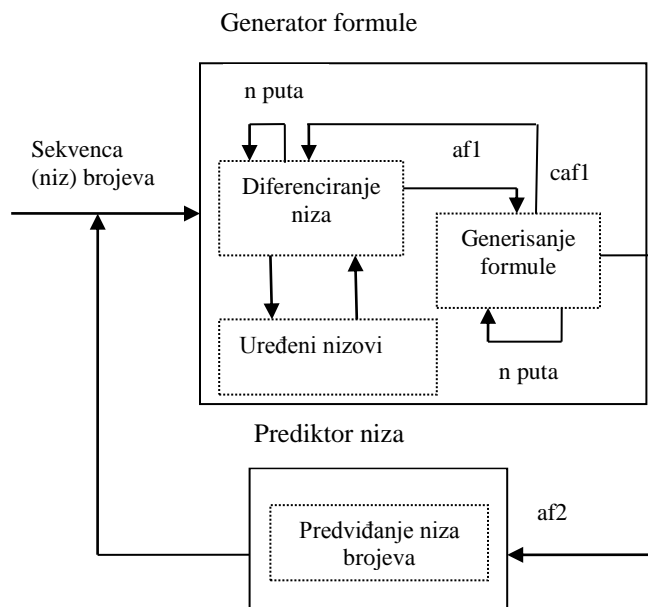 Generator formule
n puta
Sekvenca
(niz) brojeva
af1
caf1
Diferenciranje
niza
Generisanje
formule
Uređeni nizovi
n puta
Prediktor niza
af2
Predviđanje niza
brojeva